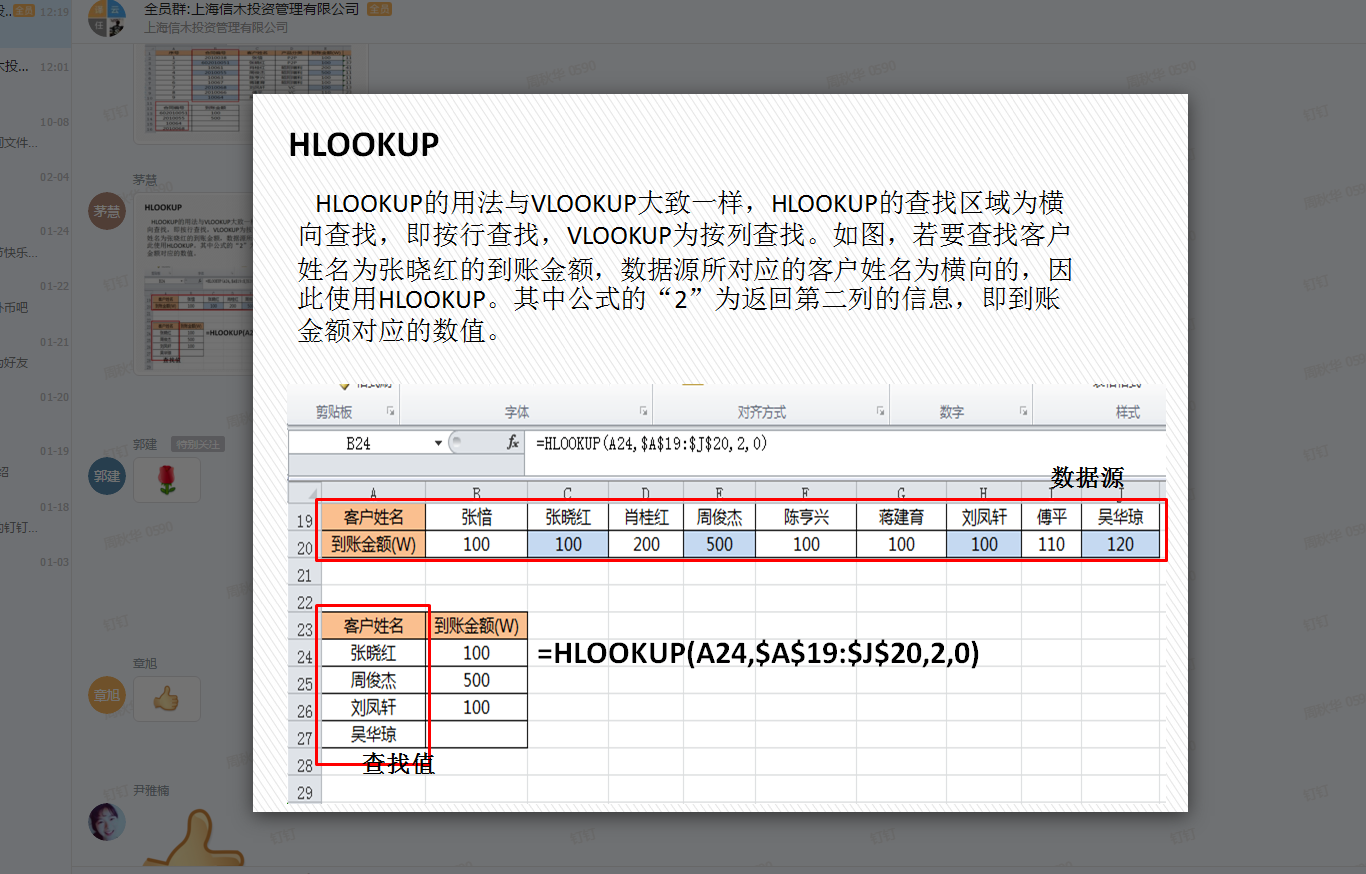 全员群:上海信木投资管理有限公司 全员
上海信木投资管理有限公司
全员 12:19
12:01
10-08
02-04
01-24
01-22
01-21
01-20
01-19
01-18
01-03
茅慧
茅慧
郭建 特别关注
郭建
章旭
章旭
尹雅楠
HLOOKUP
HLOOKUP的用法与VLOOKUP大致一样，HLOOKUP的查找区域为横
向查找，即按行查找，VLOOKUP为按列查找。如图，若要查找客户
姓名为张晓红的到账金额，数据源所对应的客户姓名为横向的，因
此使用HLOOKUP。其中公式的“2”为返回第二列的信息，即到账
金额对应的数值。
剪贴板 字体 对齐方式 数字 样式
B24 fx =HLOOKUP(A24,$A$19:$J$20,2,0)
数据源
A B C D E F G H I J
19 客户姓名 张愔 张晓红 肖桂红 周俊杰 陈亨兴 蒋建育 刘凤轩 傅平 吴华琼
20 到账金额(W) 100 100 200 500 100 100 100 110 120
21
22
23 客户姓名 到账金额(W)
24 张晓红 100 =HLOOKUP(A24,$A$19:$J$20,2,0)
25 周俊杰 500
26 刘凤轩 100
27 吴华琼
28 查找值
29